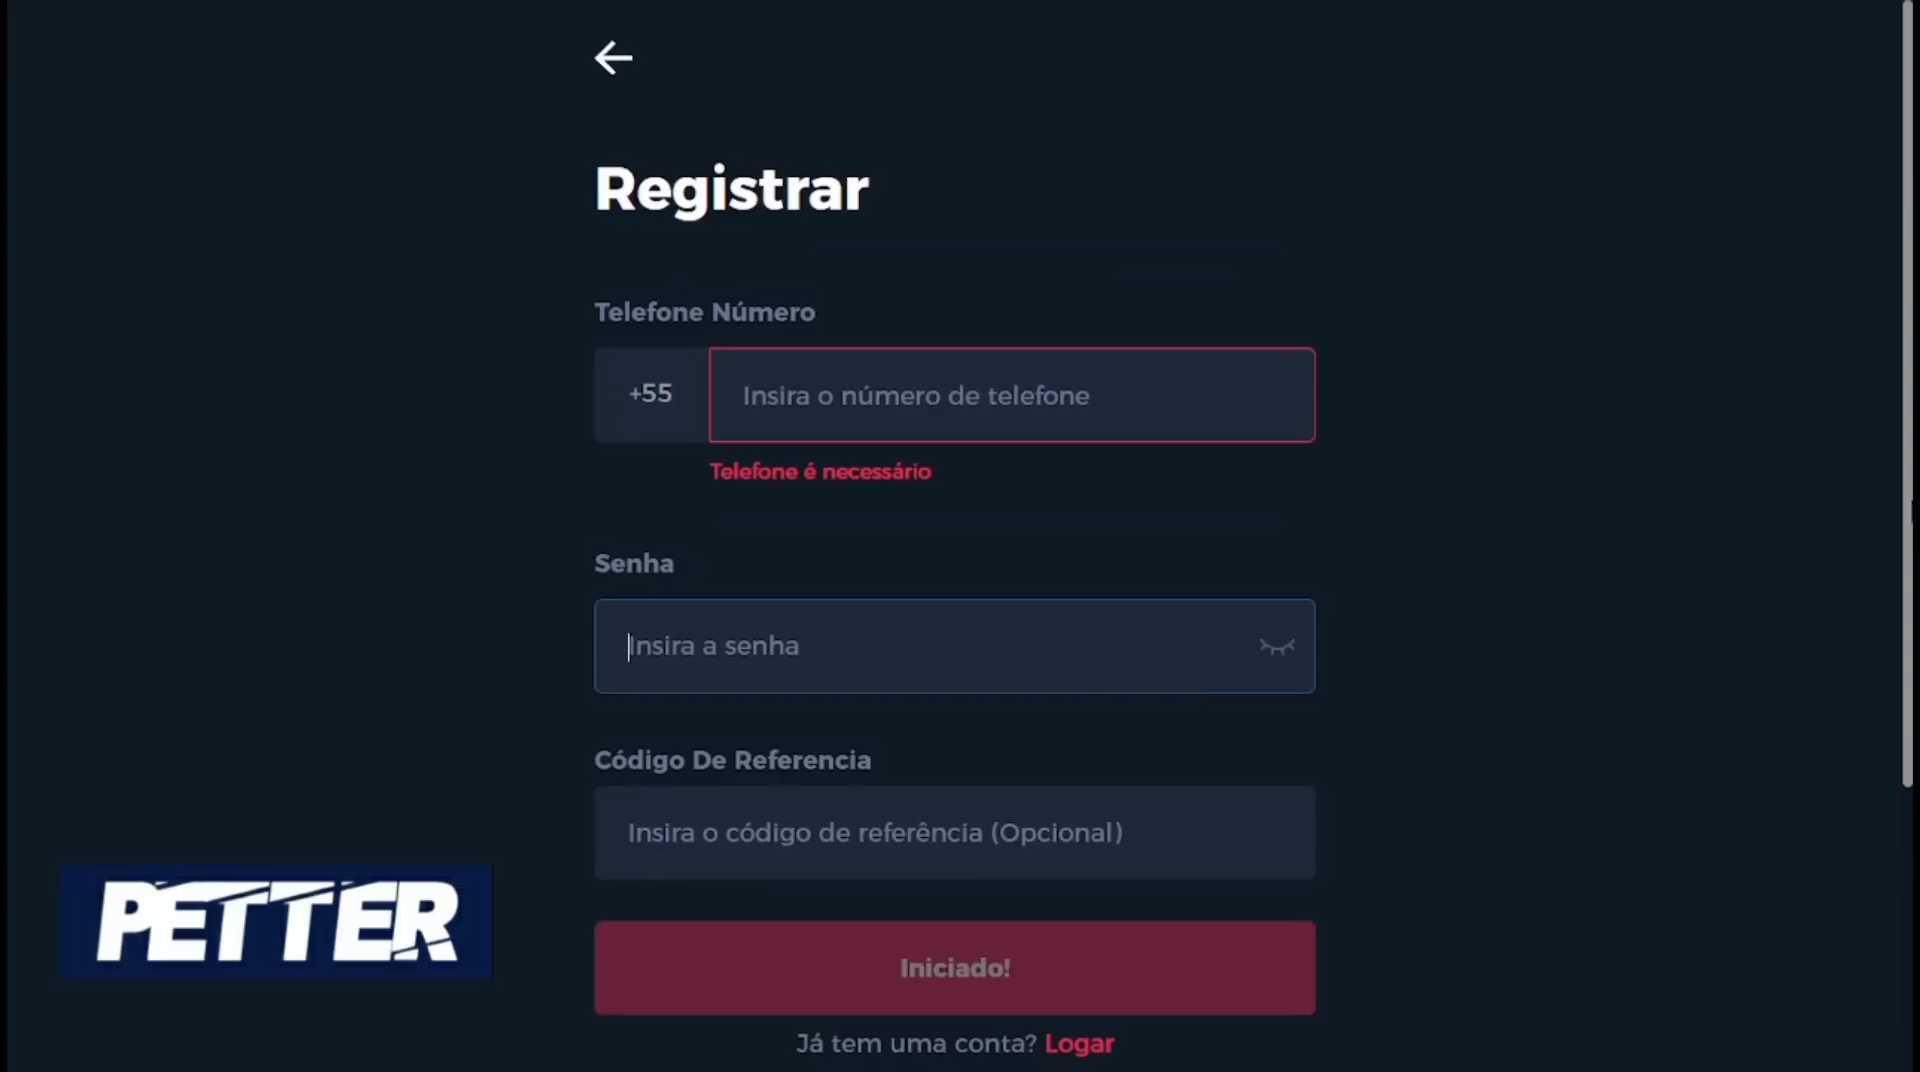 Registrar
Telefone Número
+55 Insira o número de telefone
Telefone é necessário
Senha
Insira a senha
Código De Referencia
Insira o código de referência (Opcional)
PETTER
Iniciado!
Já tem uma conta? Logar